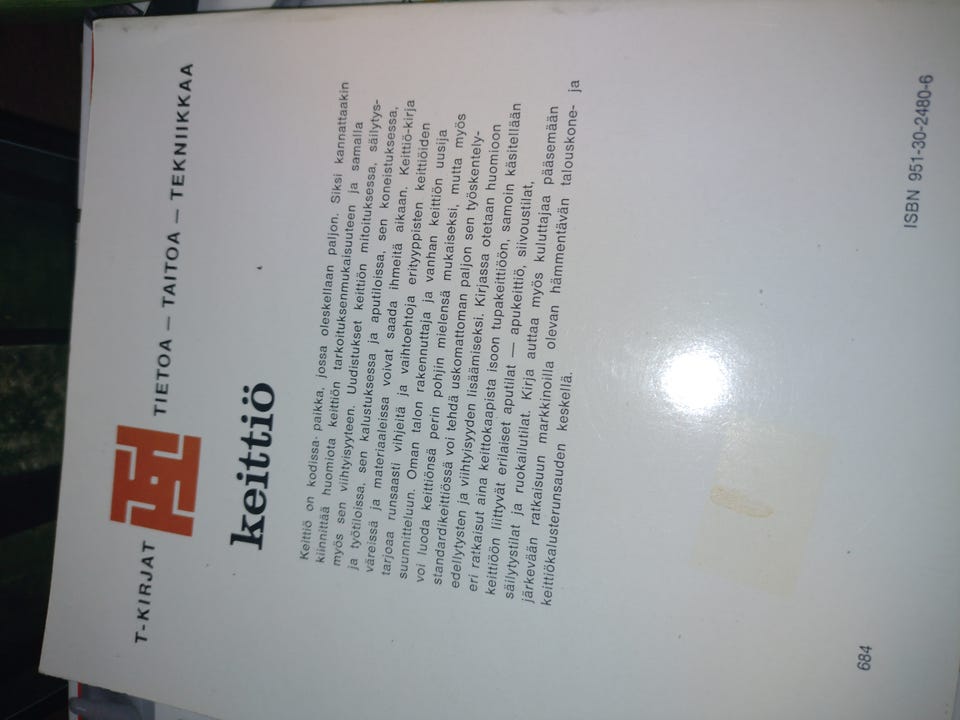 T-KIRJAT TIETOA — TAITOA — TEKNIIKKAA
keittiö
Keittiö on kodissa- paikka, jossa oleskellaan paljon. Siksi kannattaakin
kiinnittää huomiota keittiön tarkoituksenmukaisuuteen ja samalla
myös sen viihtyisyyteen. Uudistukset keittiön mitoituksessa, säilytys-
ja työtiloissa, sen kalustuksessa ja aputiloissa, sen koneistuksessa,
väreissä ja materiaaleissa voivat saada ihmeitä aikaan. Keittiö-kirja
tarjoaa runsaasti vihjeitä ja vaihtoehtoja erityyppisten keittiöiden
suunnitteluun. Oman talon rakennuttaja ja vanhan keittiön uusija
voi luoda keittiönsä perin pohjin mielensä mukaiseksi, mutta myös
standardikeittiössä voi tehdä uskomattoman paljon sen työskentely-
edellytysten ja viihtyisyyden lisäämiseksi. Kirjassa otetaan huomioon
eri ratkaisut aina keittokaapista isoon tupakeittiöön, samoin käsitellään
keittiöön liittyvät erilaiset aputilat — apukeittiö, siivoustilat,
säilytystilat ja ruokailutilat. Kirja auttaa myös kuluttajaa pääsemään
järkevään ratkaisuun markkinoilla olevan hämmentävän talouskone- ja
keittiökalusterunsauden keskellä.
684
ISBN 951-30-2480-6